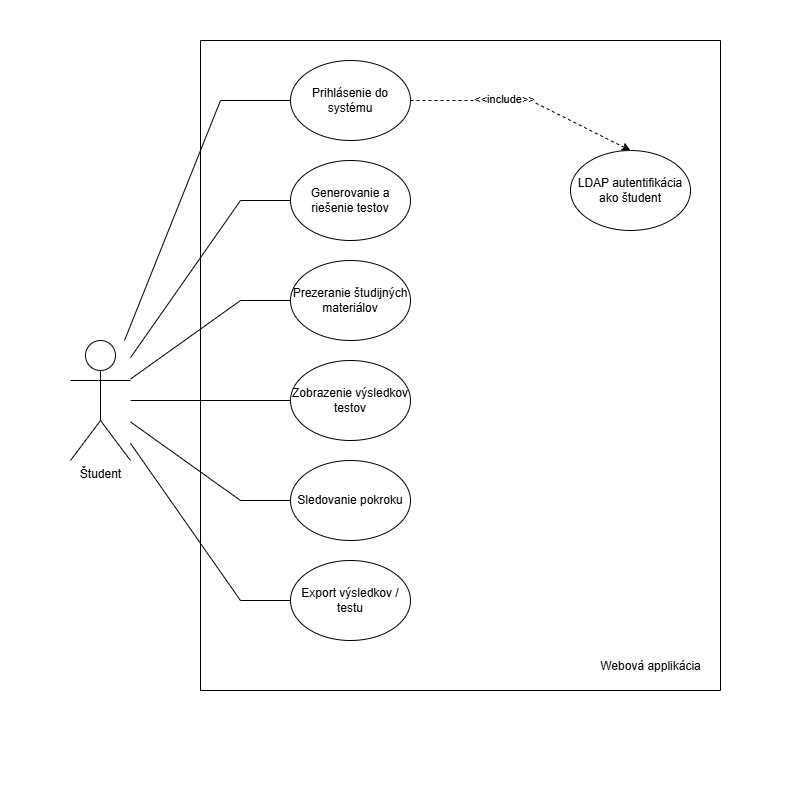 Prihlásenie do
systému
<<include>>
LDAP autentifikácia
ako študent
Generovanie a
riešenie testov
Prezeranie študijných
materiálov
Zobrazenie výsledkov
testov
Študent
Sledovanie pokroku
Export výsledkov /
testu
Webová applikácia